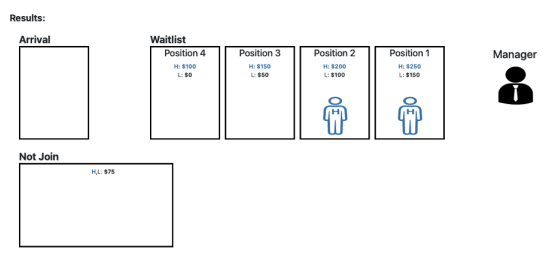 Results:
Arrival
Waitlist
Position 4
H: $100
L: $0
Position 3
H: $150
L: $50
Position 2
H: $200
L: $100
H
Position 1
H: $250
L: $150
H
Manager
Not Join
H,L: $75